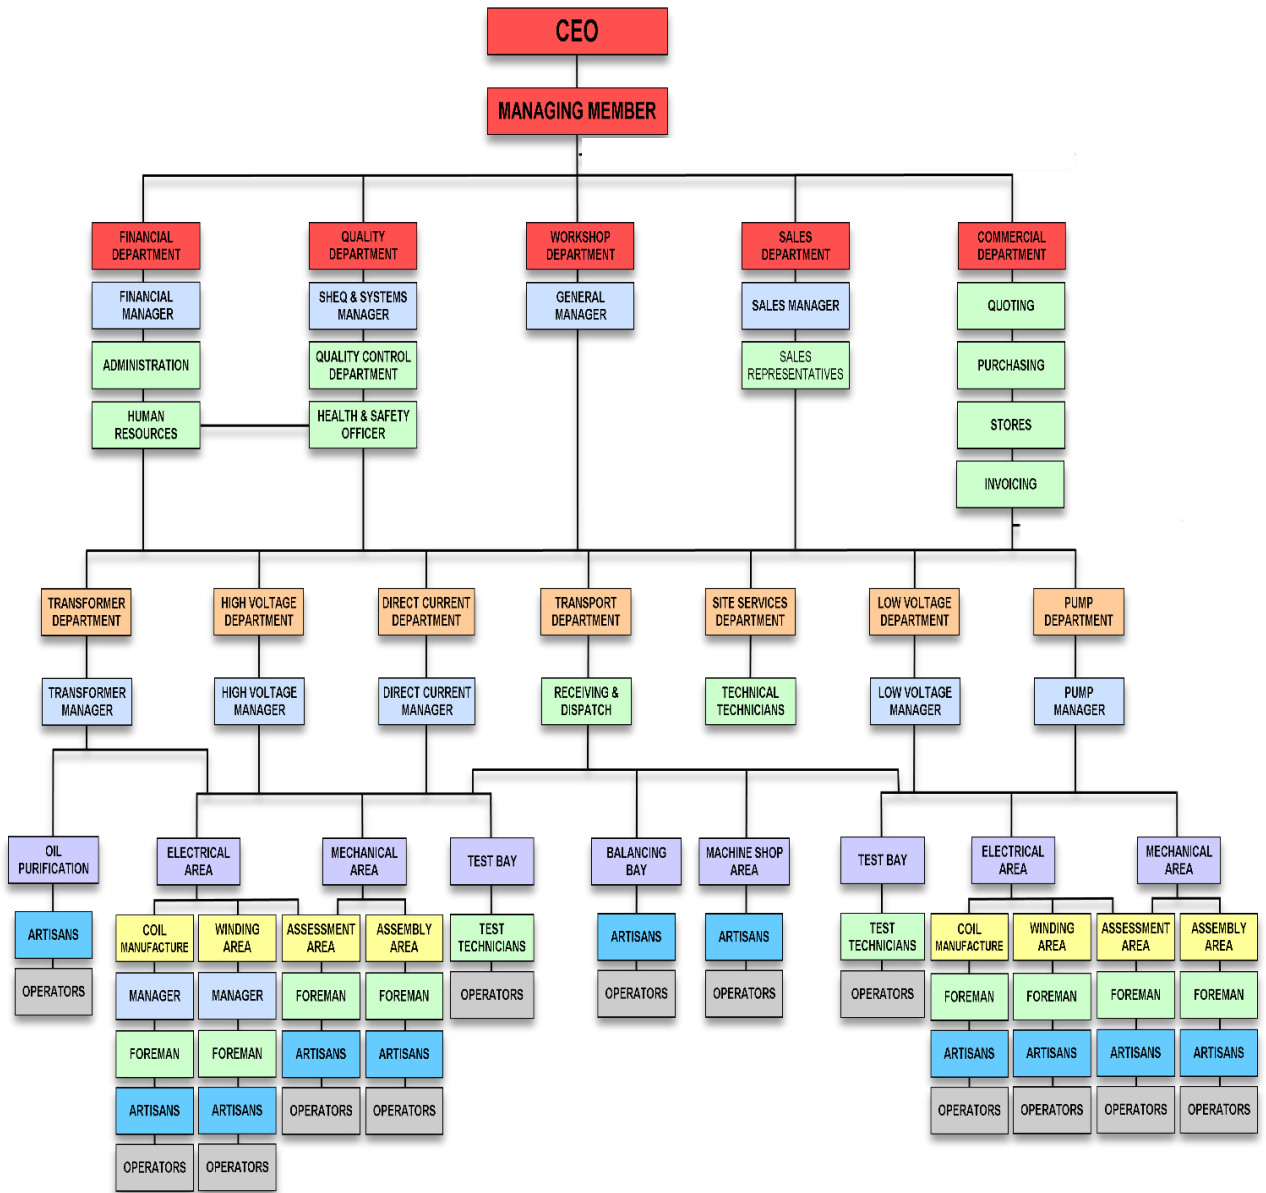 CEO
MANAGING MEMBER
FINANCIAL
DEPARTMENT
QUALITY
DEPARTMENT
WORKSHOP
DEPARTMENT
SALES
DEPARTMENT
COMMERCIAL
DEPARTMENT
FINANCIAL
MANAGER
SHEQ & SYSTEMS
MANAGER
GENERAL
MANAGER
SALES MANAGER
QUOTING
ADMINISTRATION
QUALITY CONTROL
DEPARTMENT
SALES
REPRESENTATIVES
PURCHASING
HUMAN
RESOURCES
HEALTH & SAFETY
OFFICER
STORES
INVOICING
TRANSFORMER
DEPARTMENT
HIGH VOLTAGE
DEPARTMENT
DIRECT CURRENT
DEPARTMENT
TRANSPORT
DEPARTMENT
SITE SERVICES
DEPARTMENT
LOW VOLTAGE
DEPARTMENT
PUMP
DEPARTMENT
TRANSFORMER
MANAGER
HIGH VOLTAGE
MANAGER
DIRECT CURRENT
MANAGER
RECEIVING &
DISPATCH
TECHNICAL
TECHNICIANS
LOW VOLTAGE
MANAGER
PUMP
MANAGER
OIL
PURIFICATION
ELECTRICAL
AREA
MECHANICAL
AREA
TEST BAY
BALANCING
BAY
MACHINE SHOP
AREA
TEST BAY
ELECTRICAL
AREA
MECHANICAL
AREA
ARTISANS
COIL
MANUFACTURE
WINDING
AREA
ASSESSMENT
AREA
ASSEMBLY
AREA
TEST
TECHNICIANS
ARTISANS
ARTISANS
TEST
TECHNICIANS
COIL
MANUFACTURE
WINDING
AREA
ASSESSMENT
AREA
ASSEMBLY
AREA
OPERATORS
MANAGER
MANAGER
FOREMAN
FOREMAN
OPERATORS
OPERATORS
OPERATORS
OPERATORS
FOREMAN
FOREMAN
FOREMAN
FOREMAN
FOREMAN
FOREMAN
ARTISANS
ARTISANS
ARTISANS
ARTISANS
ARTISANS
ARTISANS
ARTISANS
ARTISANS
OPERATORS
OPERATORS
OPERATORS
OPERATORS
OPERATORS
OPERATORS
OPERATORS
OPERATORS